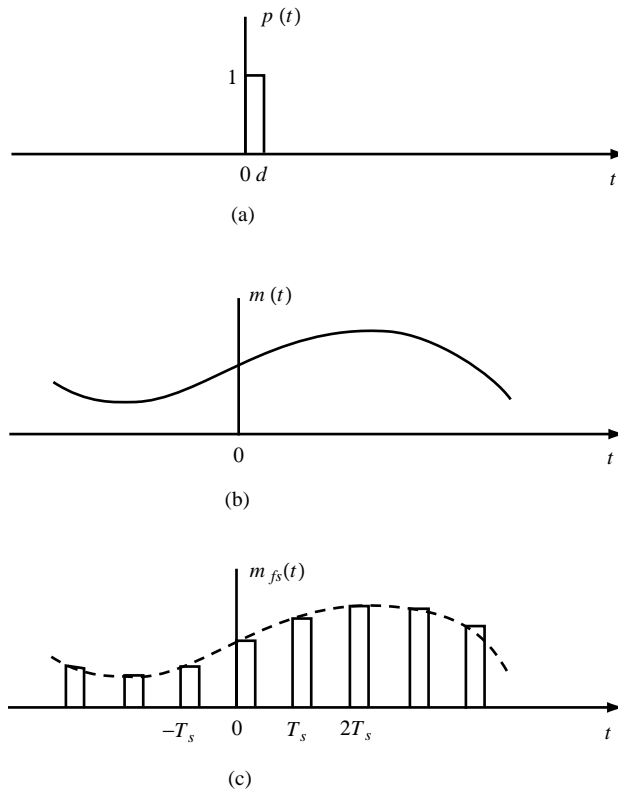 p (t)
1
0 d
t
(a)
m (t)
0
t
(b)
m fs(t)
−Ts 0 Ts 2Ts
t
(c)